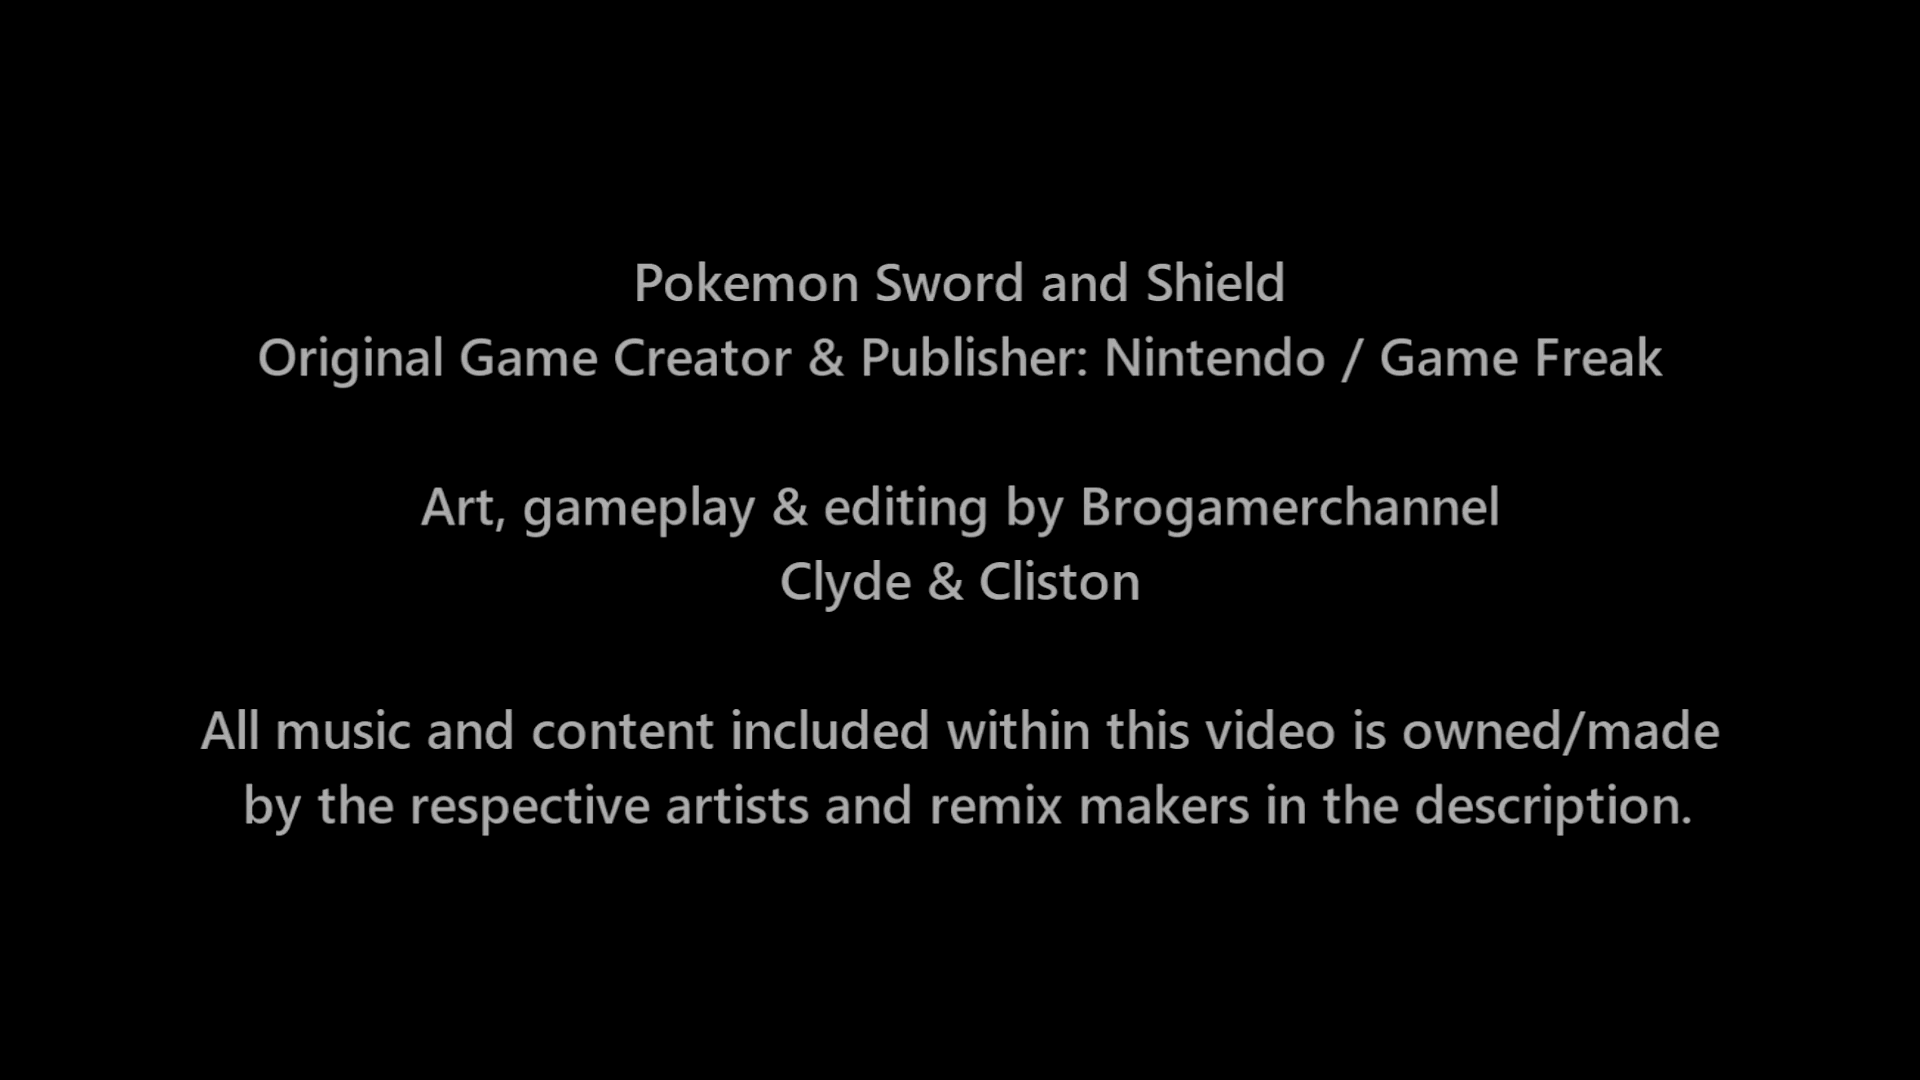 Pokemon Sword and Shield
Original Game Creator & Publisher: Nintendo / Game Freak
Art, gameplay & editing by Brogamerchannel
Clyde & Cliston
All music and content included within this video is owned/made
by the respective artists and remix makers in the description.